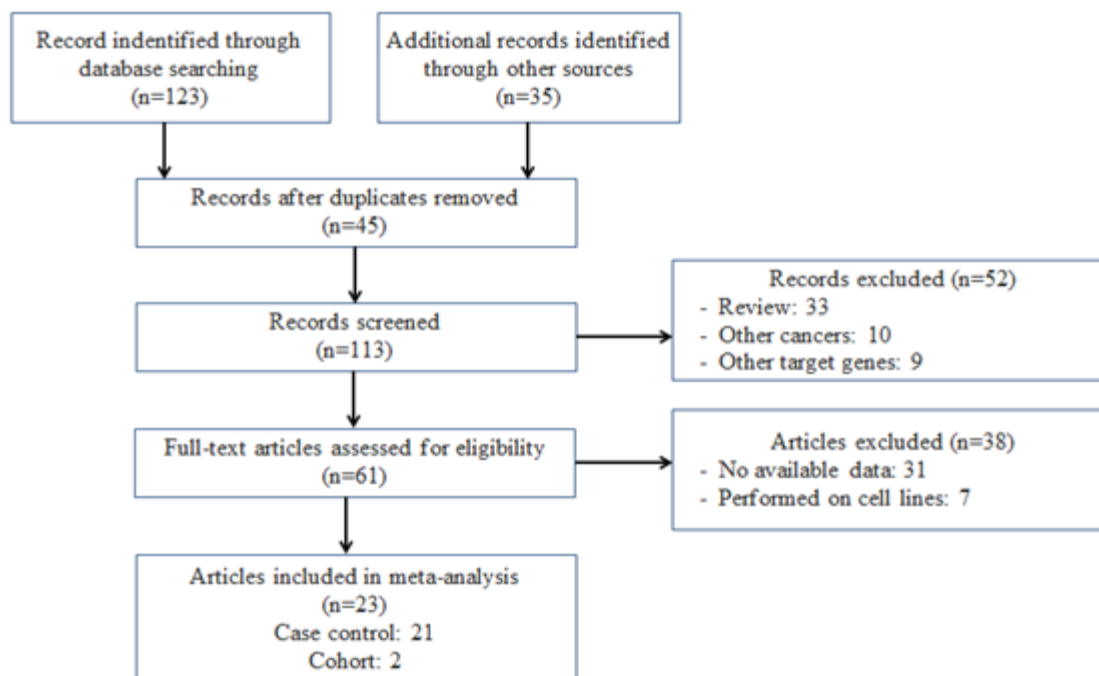 Record indentified through
database searching
(n=123)
Additional records identified
through other sources
(n=35)
Records after duplicates removed
(n=45)
Records screened
(n=113)
Records excluded (n=52)
- Review: 33
- Other cancers: 10
- Other target genes: 9
Full-text articles assessed for eligibility
(n=61)
Articles excluded (n=38)
- No available data: 31
- Performed on cell lines: 7
Articles included in meta-analysis
(n=23)
Case control: 21
Cohort: 2